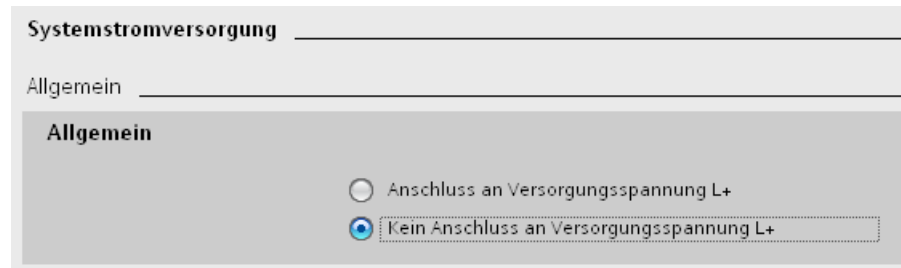 Systemstromversorgung
Allgemein
Allgemein
Anschluss an Versorgungsspannung L+
Kein Anschluss an Versorgungsspannung L+